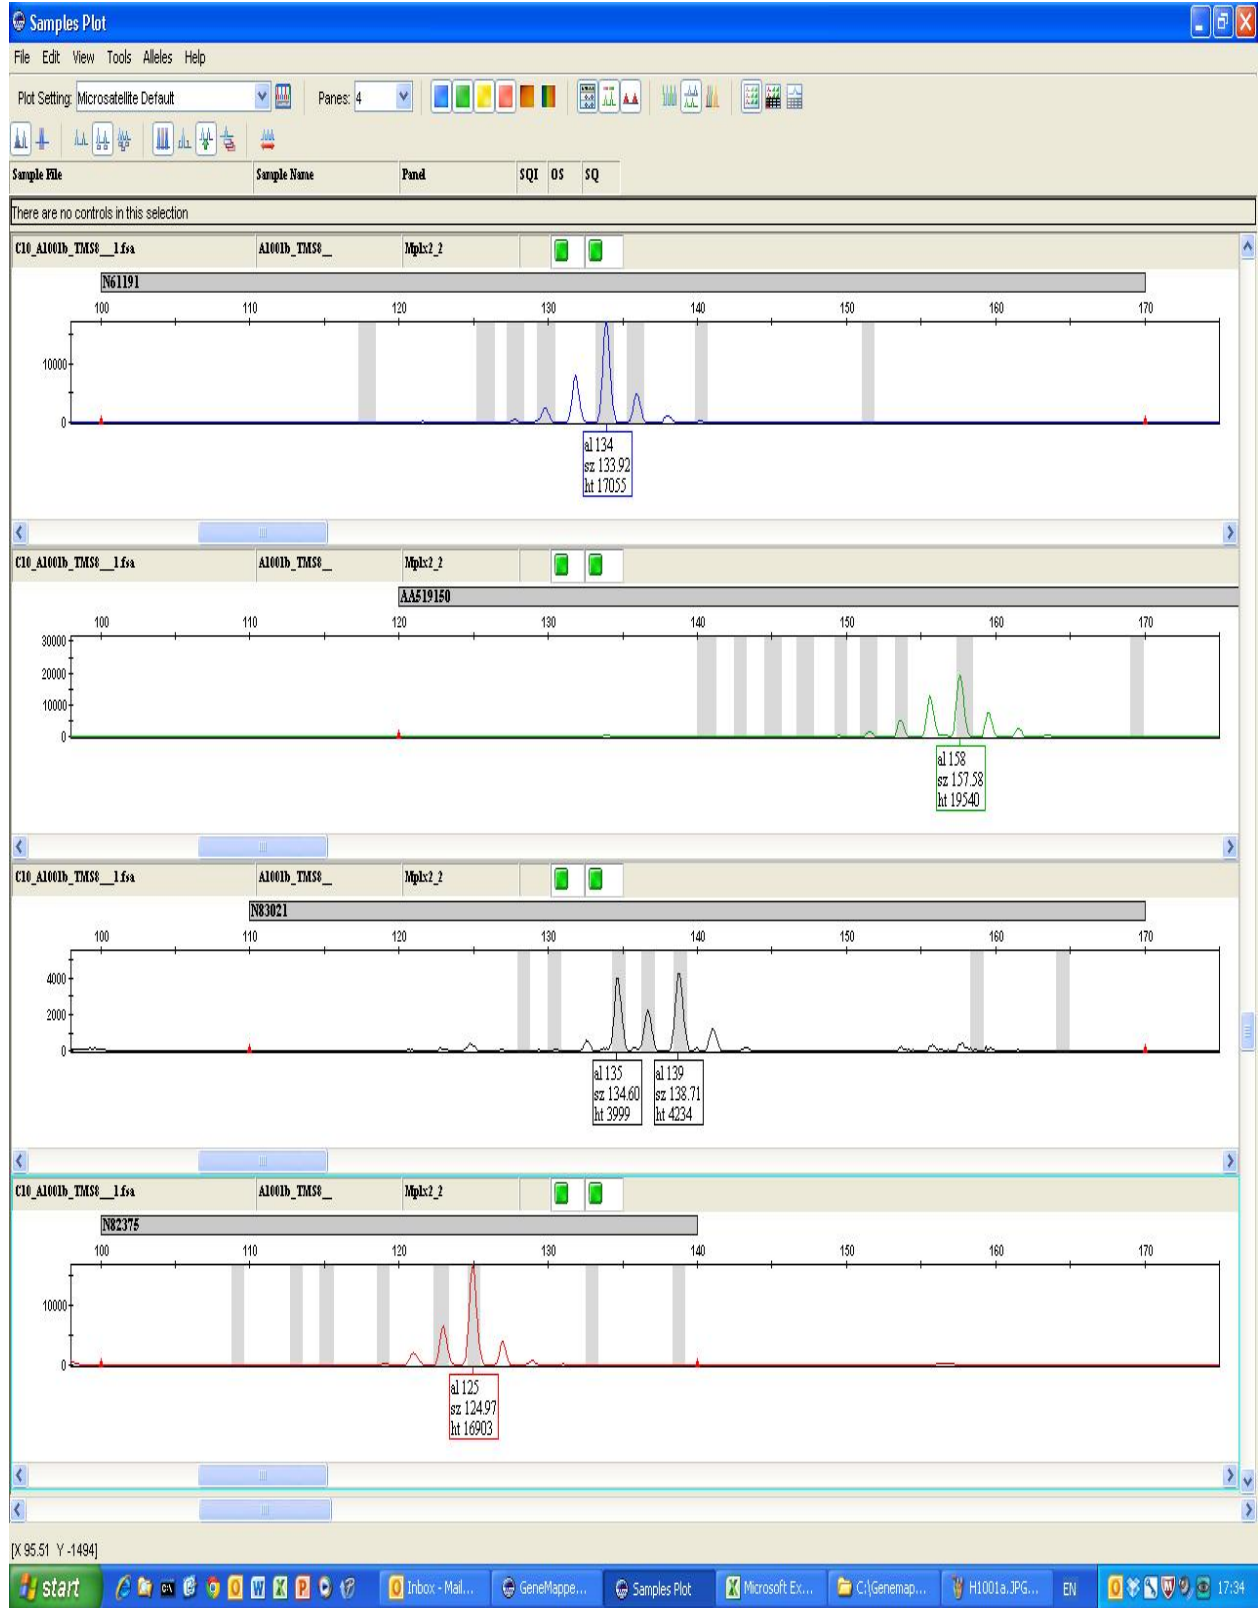 Samples Plot
File Edit View Tools Alleles Help
Plot Setting: Microsatellite Default Panes: 4
Sample File Sample Name Panel SQI OS SQ
There are no controls in this selection
C10_A1001b_TMS8__1.fsa A1001b_TMS8__ Mplx2_2
N61191
100 110 120 130 140 150 160 170
10000
0
al 134
sz 133.92
ht 17055
C10_A1001b_TMS8__1.fsa A1001b_TMS8__ Mplx2_2
AA519150
100 110 120 130 140 150 160 170
30000
20000
10000
0
al 158
sz 157.58
ht 19540
C10_A1001b_TMS8__1.fsa A1001b_TMS8__ Mplx2_2
N83021
100 110 120 130 140 150 160 170
4000
2000
0
al 135 al 139
sz 134.60 sz 138.71
ht 3999 ht 4234
C10_A1001b_TMS8__1.fsa A1001b_TMS8__ Mplx2_2
N82375
100 110 120 130 140 150 160 170
10000
0
al 125
sz 124.97
ht 16903
[X 95.51 Y -1494]
start Inbox - Mail... GeneMappe... Samples Plot Microsoft Ex... C:\Genemap... H1001a.JPG... EN 17:34